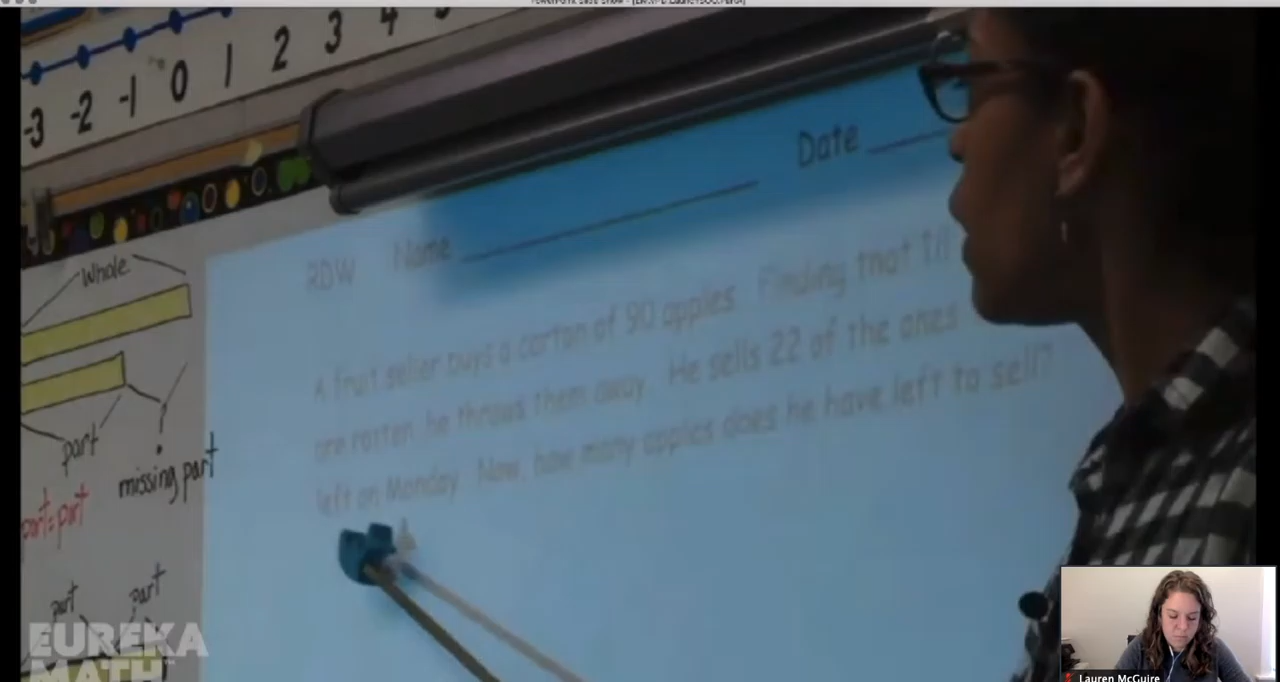 -3 -2 -1 0 1 2 3 4
Date
RDW Name
Whole
A fruit seller buys a carton of 90 apples. Finding that
are rotten, he throws them away. He sells 22 of the ones
left on Monday. Now, how many apples does he have left to sell?
part
missing part
part=part
part part
EUREKA
MATH™
Lauren McGuire